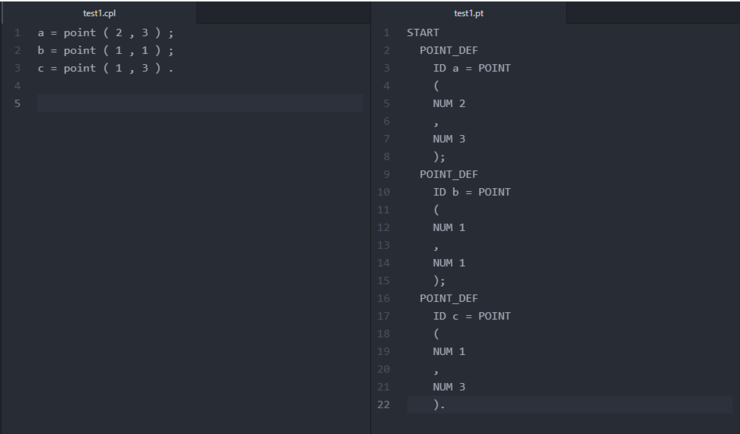 test1.cpl
1 a = point ( 2 , 3 ) ;
2 b = point ( 1 , 1 ) ;
3 c = point ( 1 , 3 ) .
4
5
test1.pt
1 START
2 POINT_DEF
3 ID a = POINT
4 (
5 NUM 2
6 ,
7 NUM 3
8 );
9 POINT_DEF
10 ID b = POINT
11 (
12 NUM 1
13 ,
14 NUM 1
15 );
16 POINT_DEF
17 ID c = POINT
18 (
19 NUM 1
20 ,
21 NUM 3
22 ).